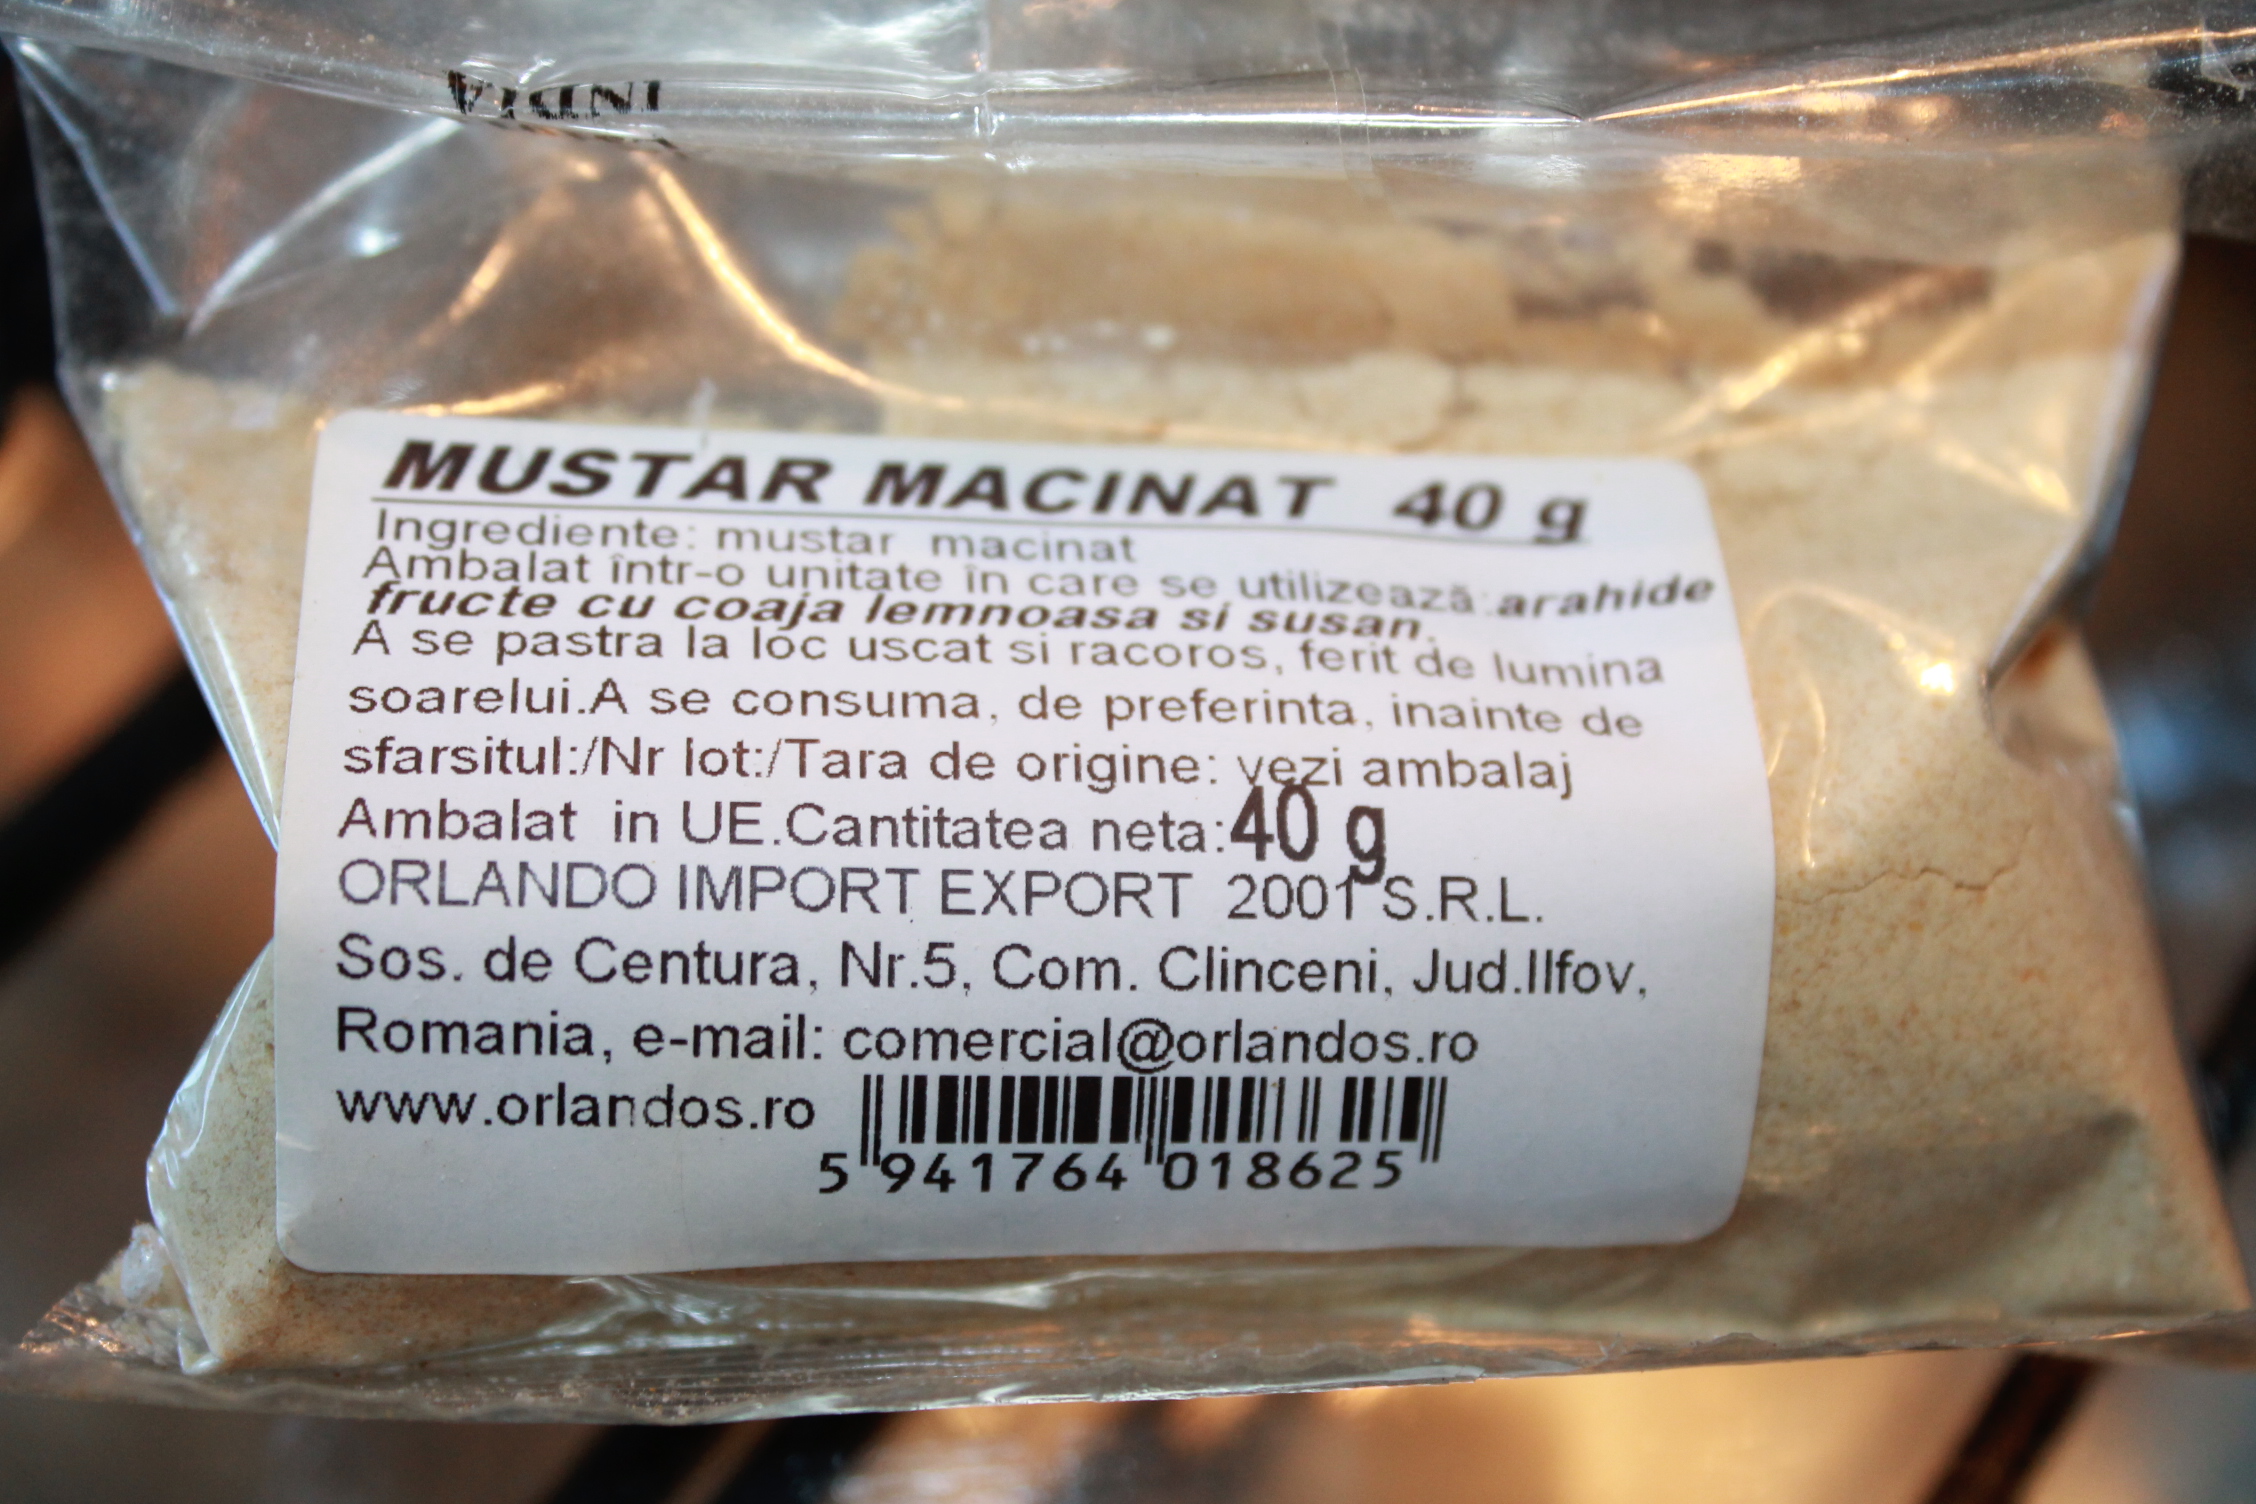 INDIA
MUSTAR MACINAT 40 g
Ingrediente: mustar macinat
Ambalat într-o unitate în care se utilizează:arahide
fructe cu coaja lemnoasa si susan.
A se pastra la loc uscat si racoros, ferit de lumina
soarelui.A se consuma, de preferinta, inainte de
sfarsitul:/Nr lot:/Tara de origine: vezi ambalaj
Ambalat in UE.Cantitatea neta:40 g
ORLANDO IMPORT EXPORT 2001 S.R.L.
Sos. de Centura, Nr.5, Com. Clinceni, Jud.Ilfov,
Romania, e-mail: comercial@orlandos.ro
www.orlandos.ro
5 941764 018625